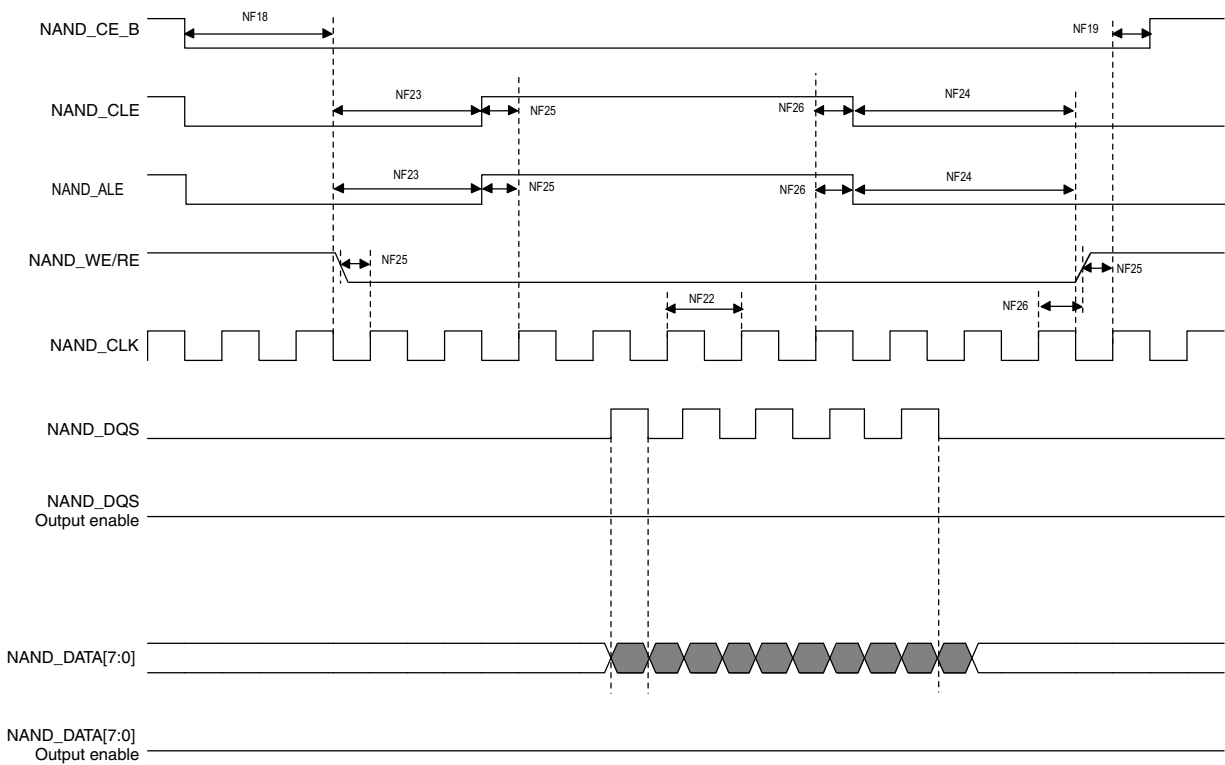 NAND_CE_B
NF18
NF19
NAND_CLE
NF23
NF25
NF26
NF24
NAND_ALE
NF23
NF25
NF26
NF24
NAND_WE/RE
NF25
NF25
NF22
NF26
NAND_CLK
NAND_DQS
NAND_DQS
Output enable
NAND_DATA[7:0]
NAND_DATA[7:0]
Output enable